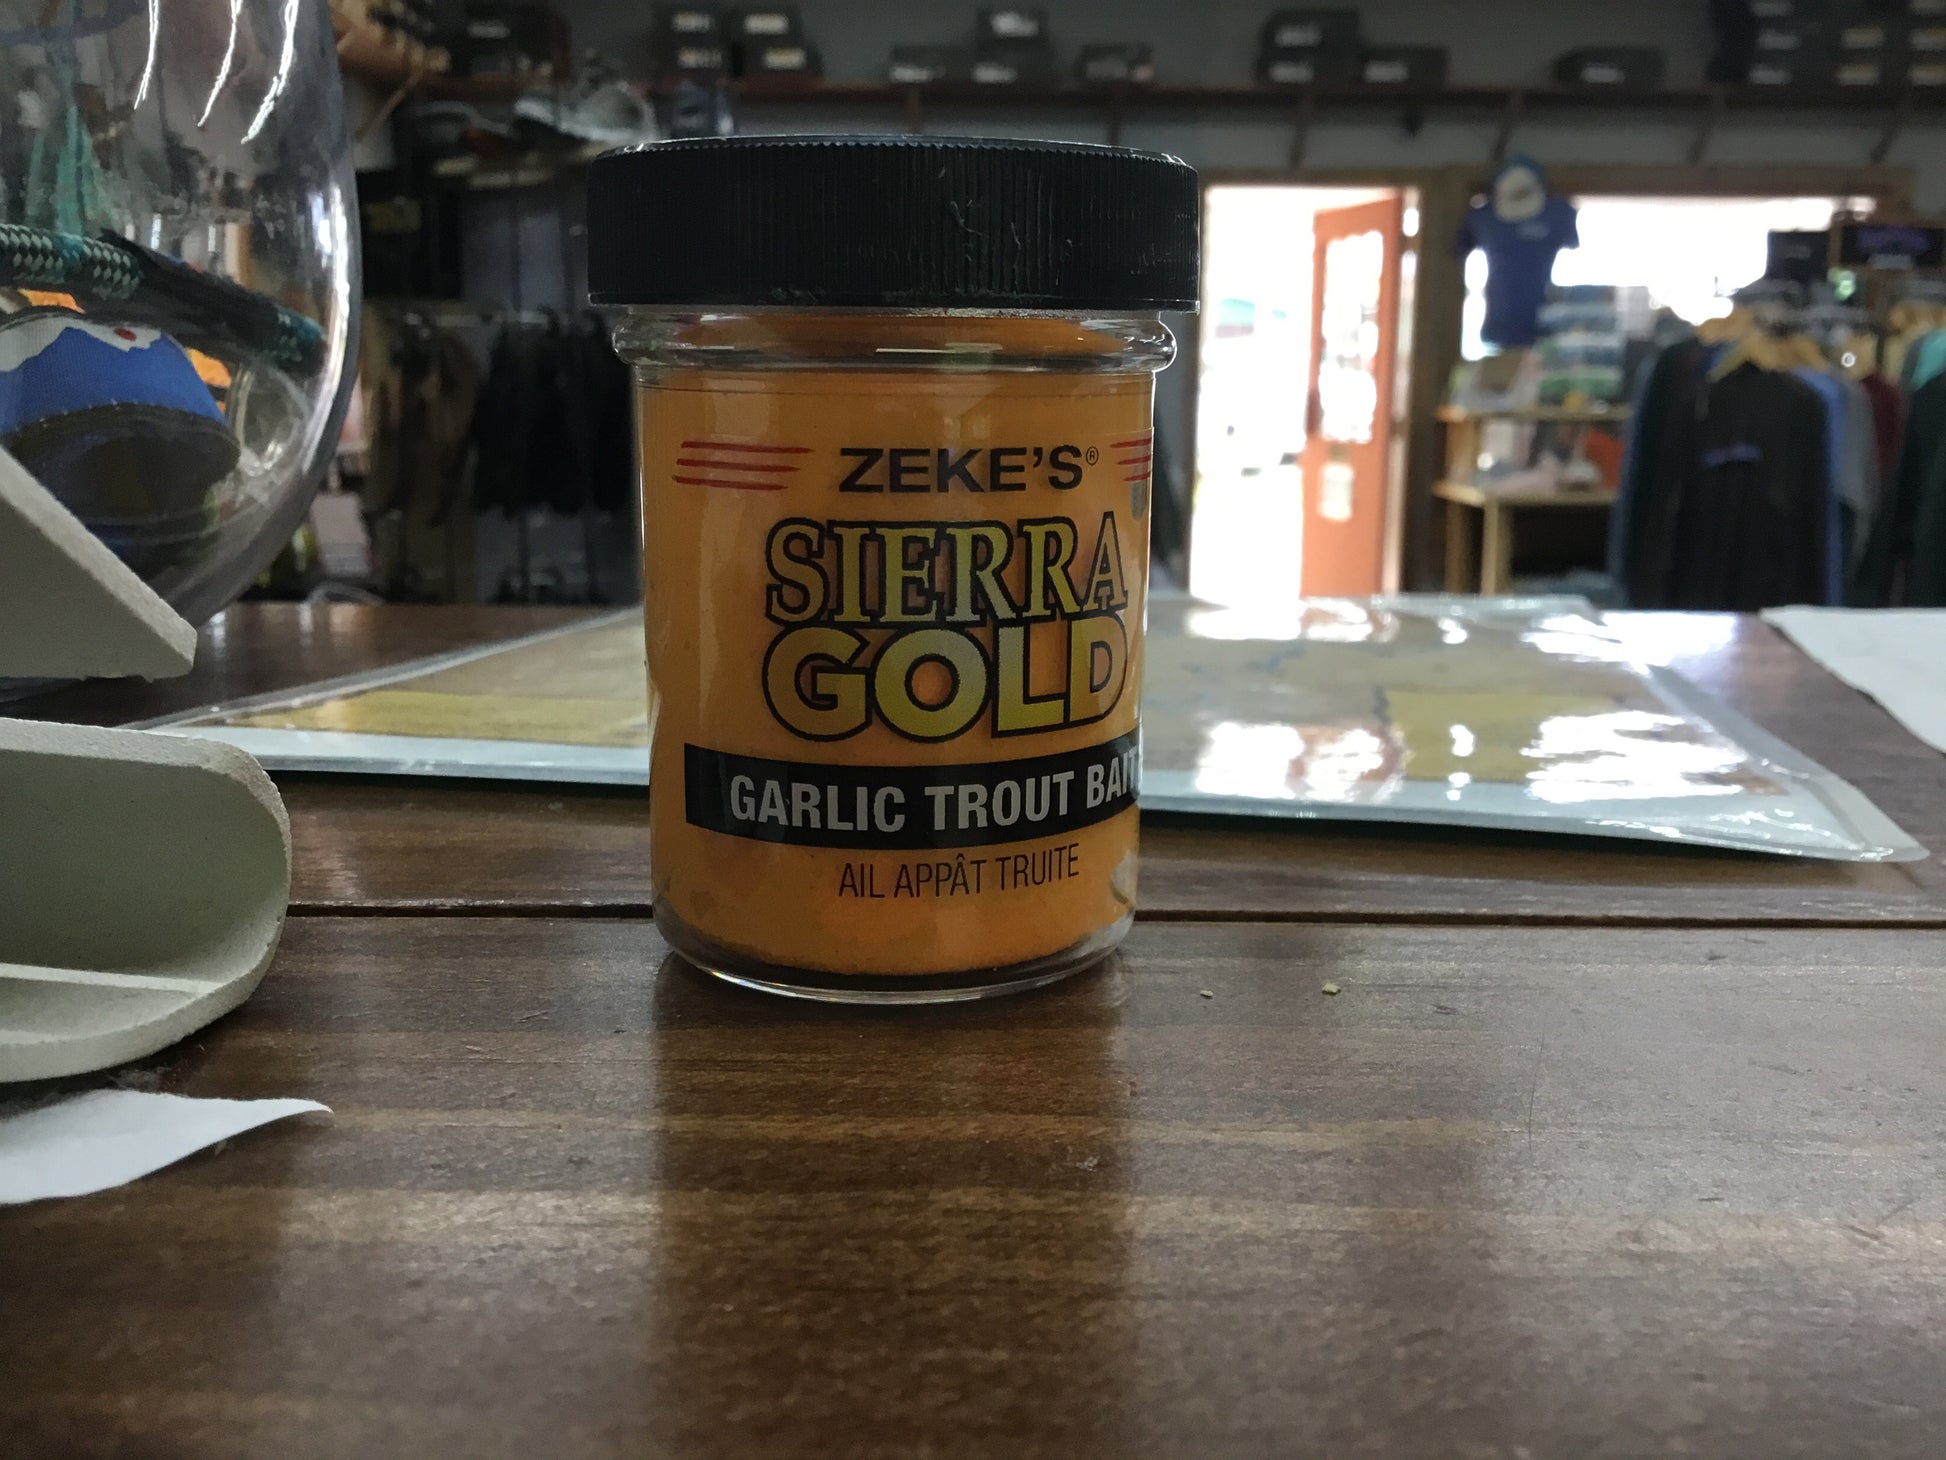 ZEKE'S®
SIERRA
GOLD
GARLIC TROUT BAIT
AIL APPÂT TRUITE